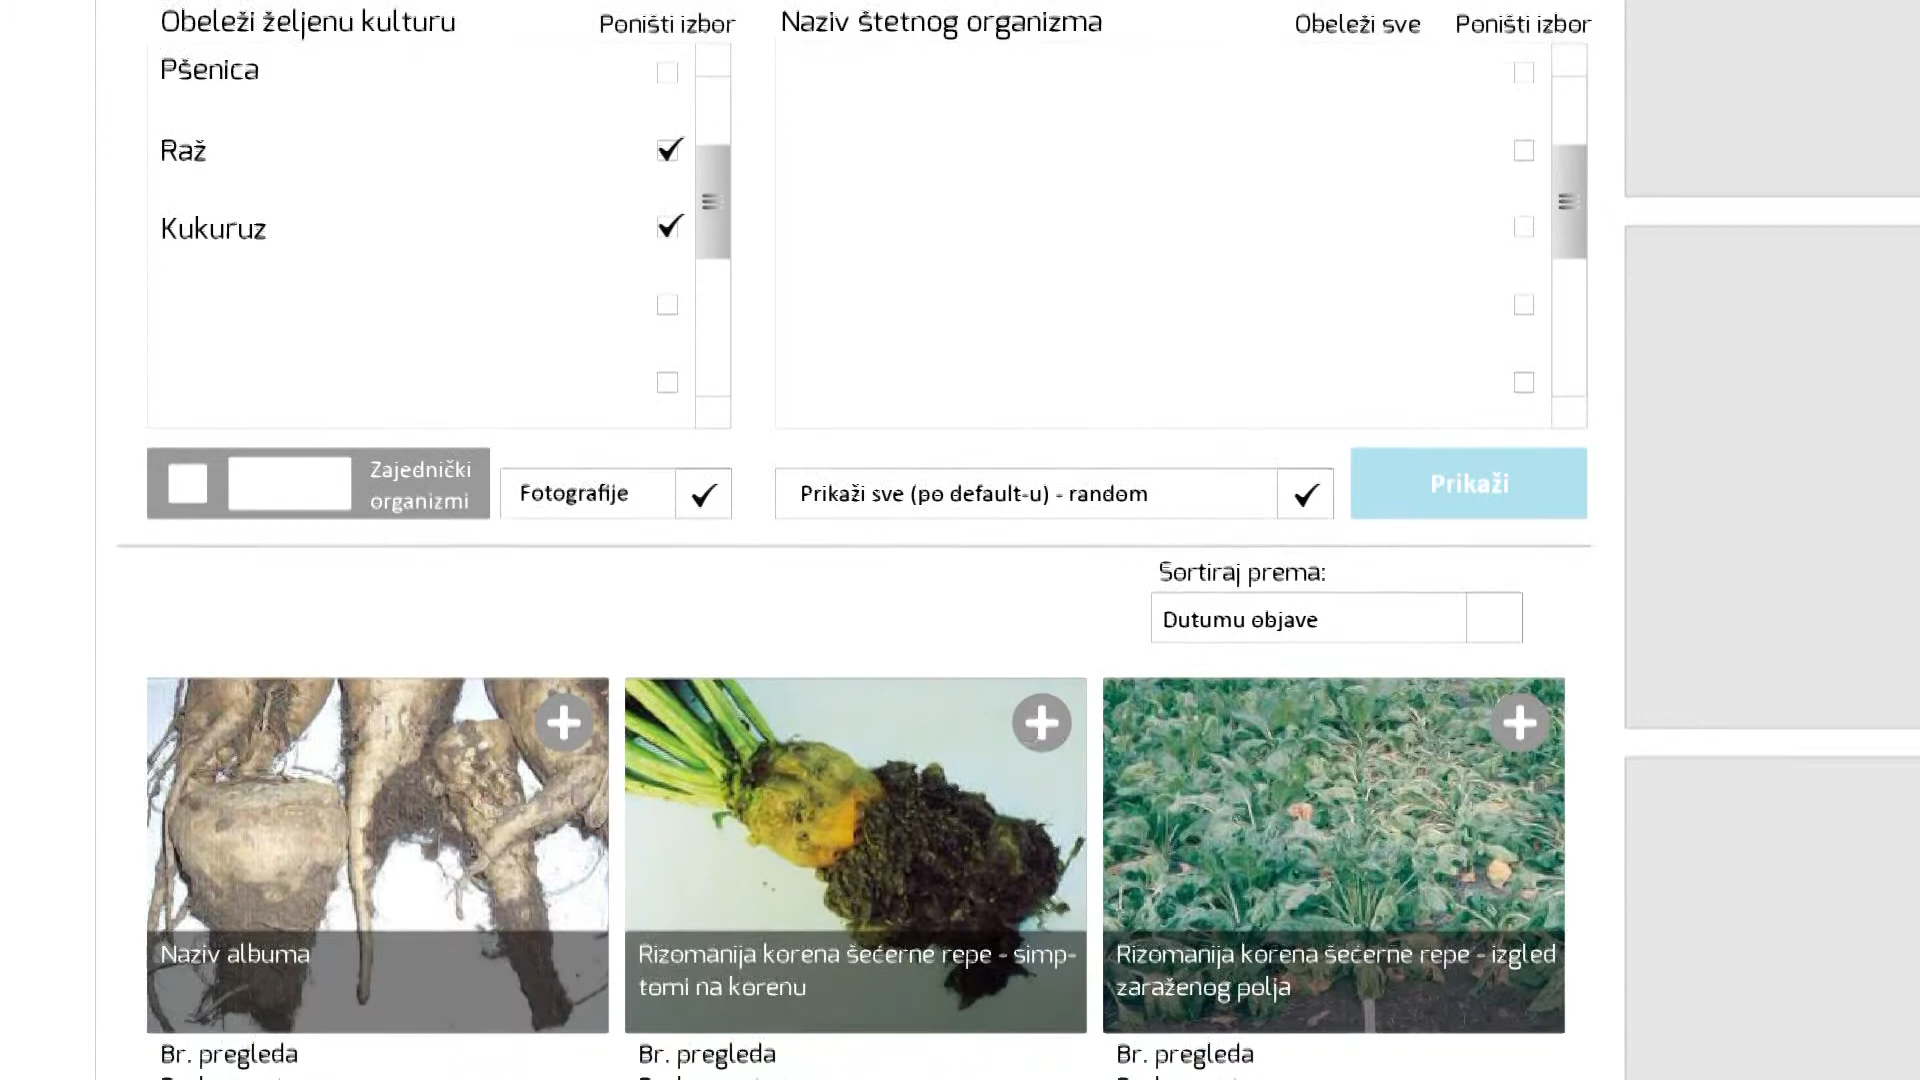 Obeleži željenu kulturu
Poništi izbor
Naziv štetnog organizma
Obeleži sve
Poništi izbor
Pšenica
Raž
Kukuruz
Zajednički
organizmi
Fotografije
Prikaži sve (po default-u) - random
Prikaži
Sortiraj prema:
Dutumu objave
Naziv albuma
Rizomanija korena šećerne repe - simp-
tomi na korenu
Rizomanija korena šećerne repe - izgled
zaraženog polja
Br. pregleda
Br. pregleda
Br. pregleda